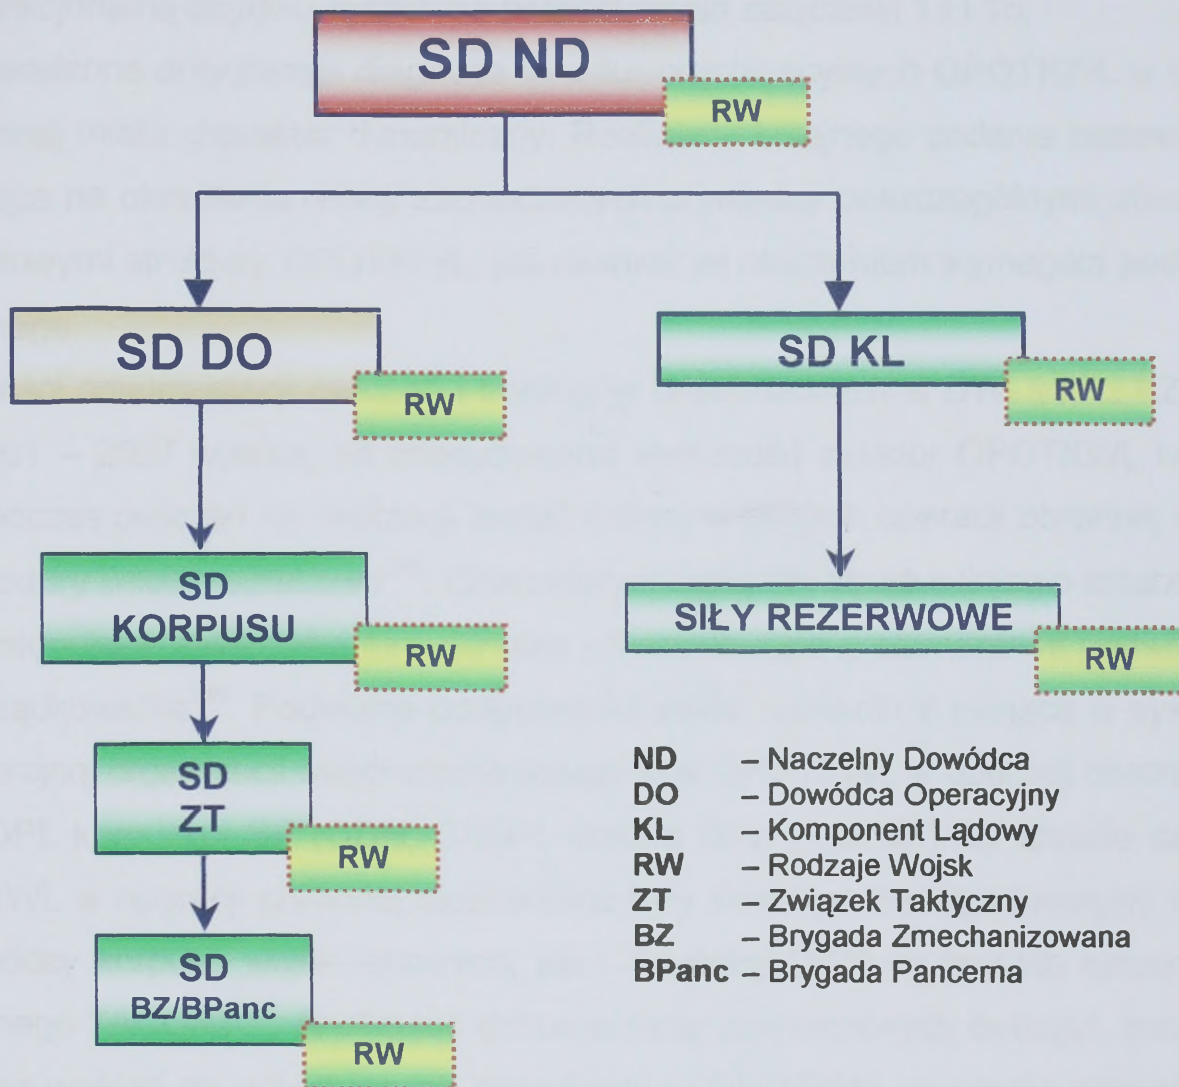 SD ND
RW
SD DO
RW
SD KL
RW
SD
KORPUSU
RW
SIŁY REZERWOWE
RW
SD
ZT
RW
SD
BZ/BPanc
RW
ND – Naczelny Dowódca
DO – Dowódca Operacyjny
KL – Komponent Lądowy
RW – Rodzaje Wojsk
ZT – Związek Taktyczny
BZ – Brygada Zmechanizowana
BPanc – Brygada Pancerna